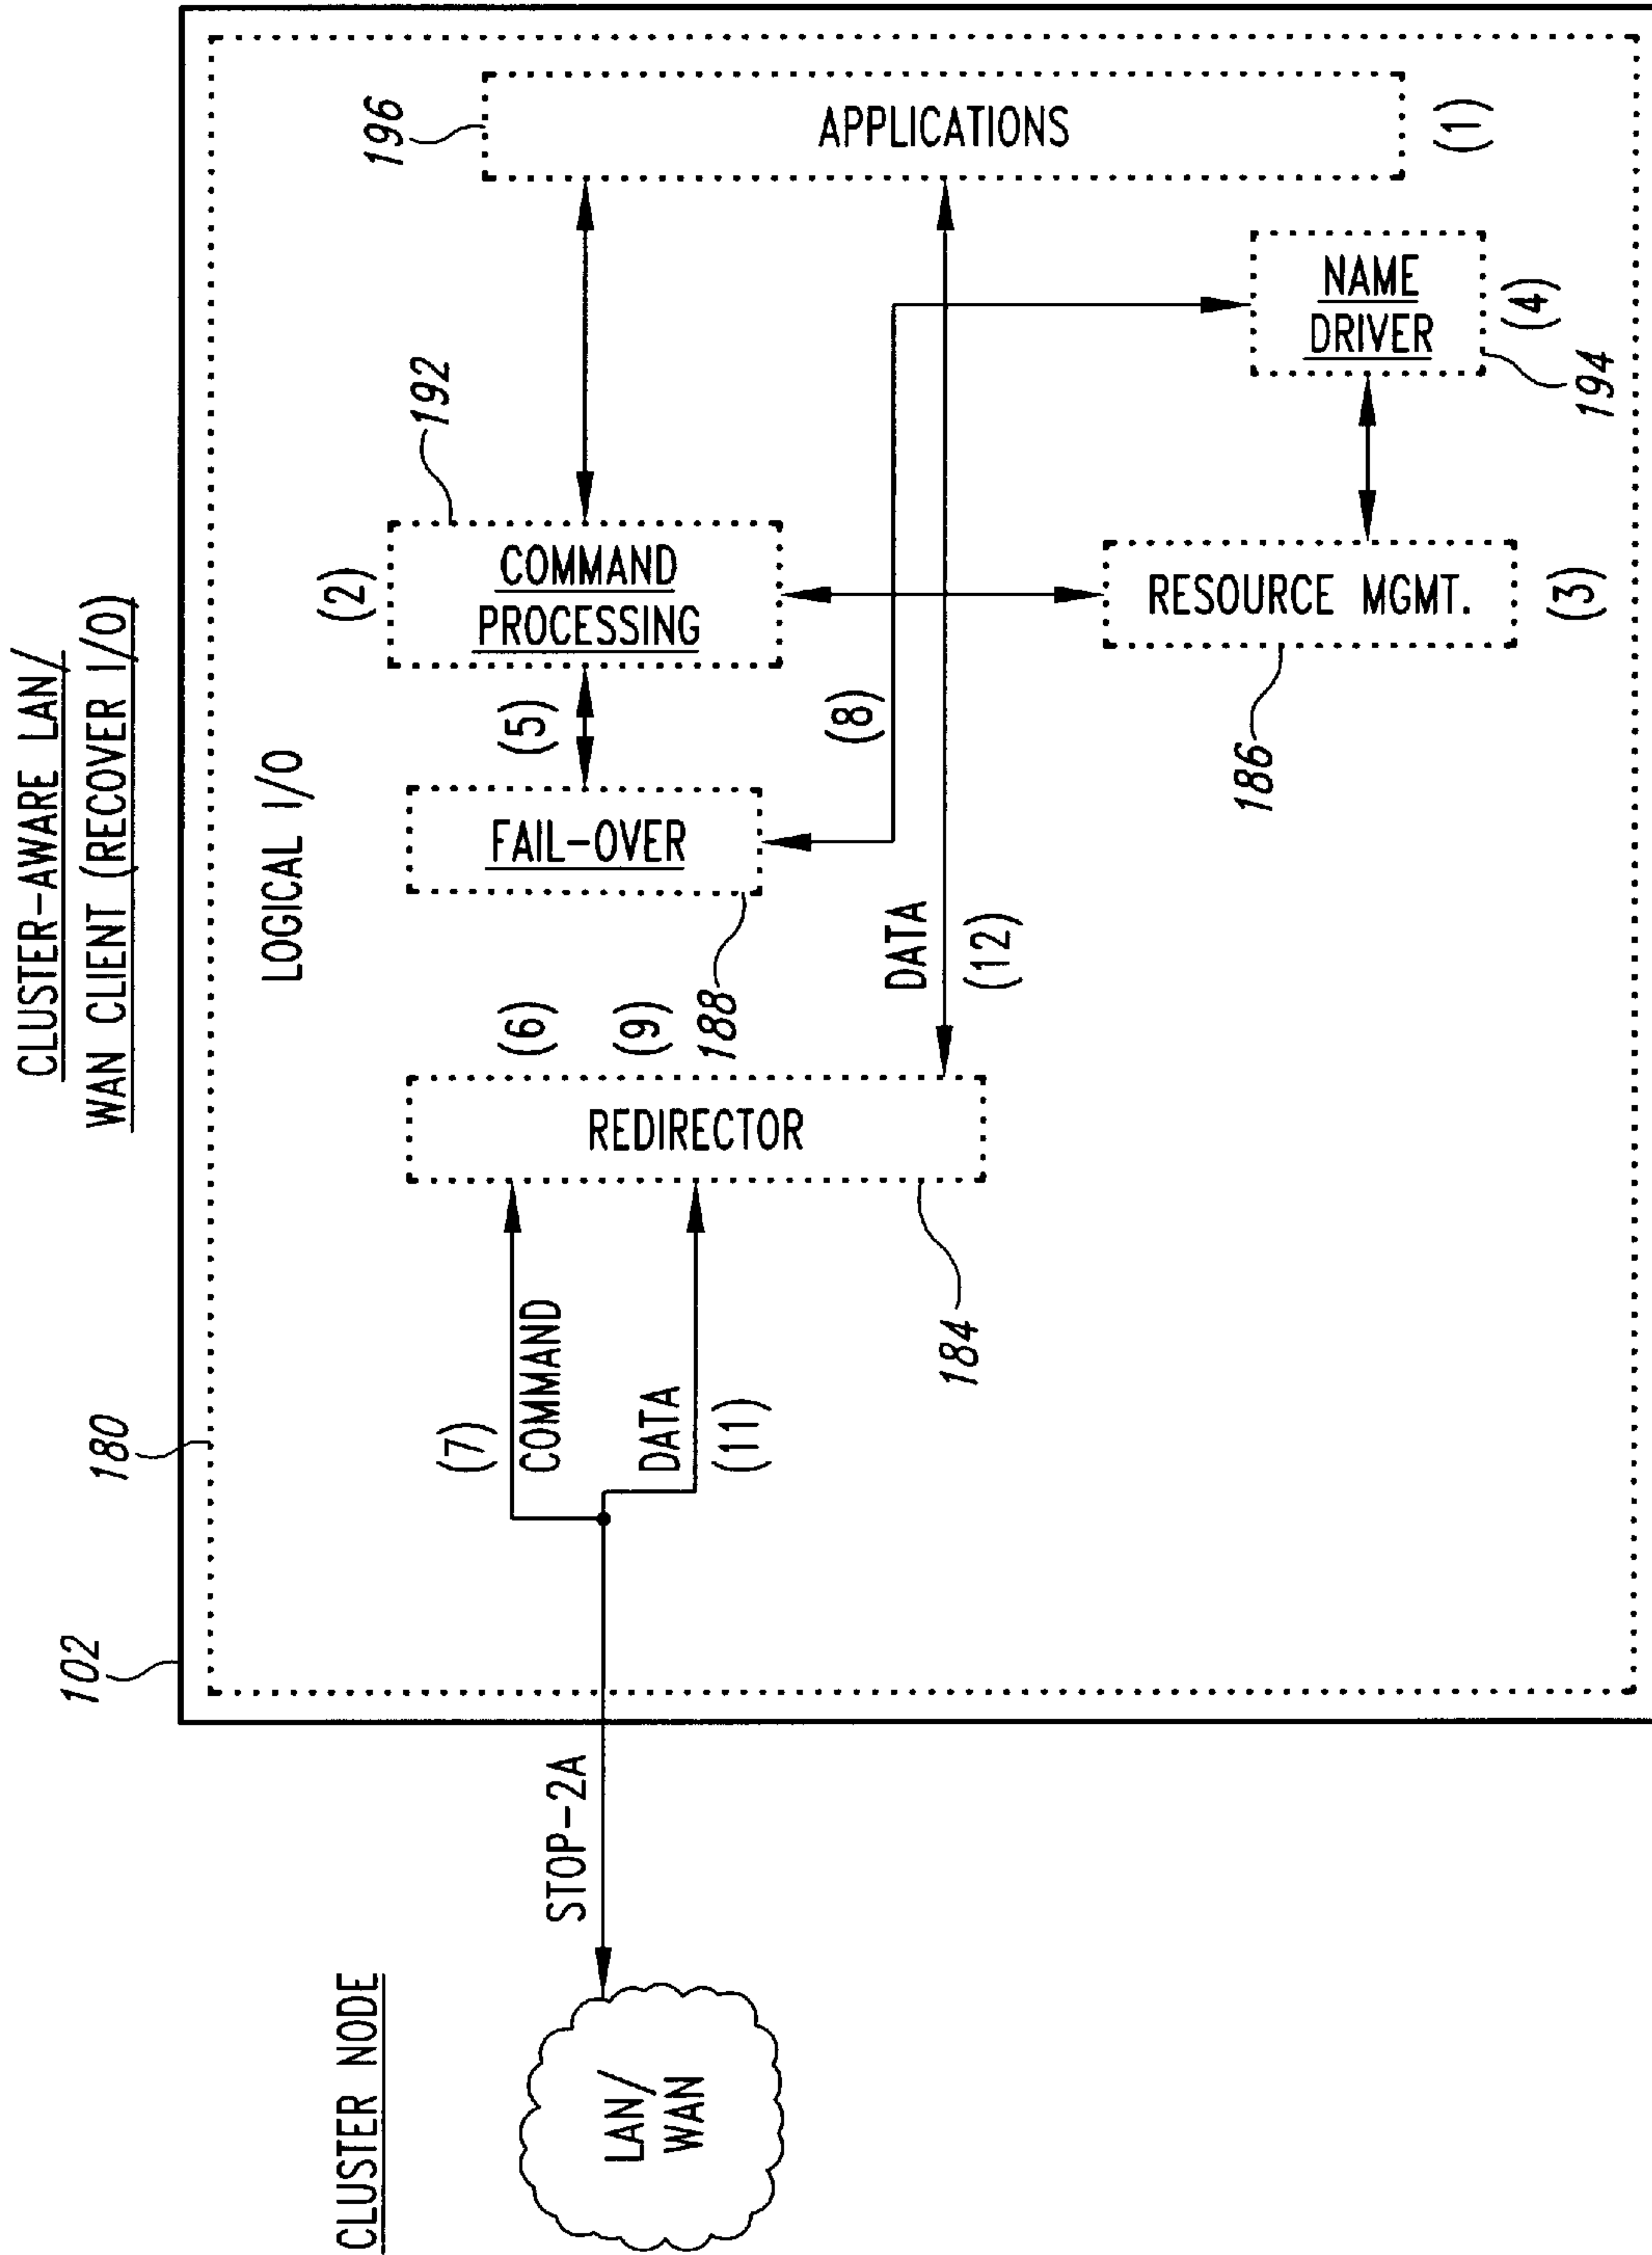 CLUSTER-AWARE LAN/
WAN CLIENT (RECOVER I/O)
102
180
LOGICAL I/O
CLUSTER NODE
LAN/
WAN
STOP-2A
(7)
COMMAND
DATA
(11)
REDIRECTOR
184
(6)
(9)
188
FAIL-OVER
(5)
(8)
DATA
(12)
(2)
192
COMMAND
PROCESSING
186
RESOURCE MGMT.
(3)
NAME
DRIVER
(4)
194
196
APPLICATIONS
(1)